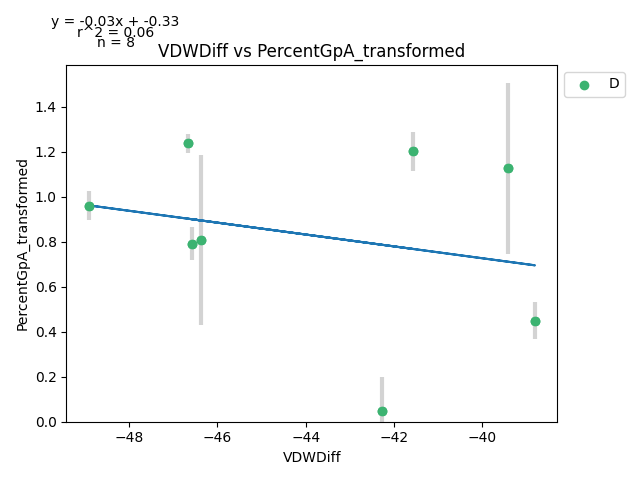 y = -0.03x + -0.33
r^2 = 0.06
n = 8
VDWDiff vs PercentGpA_transformed
D
PercentGpA_transformed
1.4
1.2
1.0
0.8
0.6
0.4
0.2
0.0
−48
−46
−44
−42
−40
VDWDiff